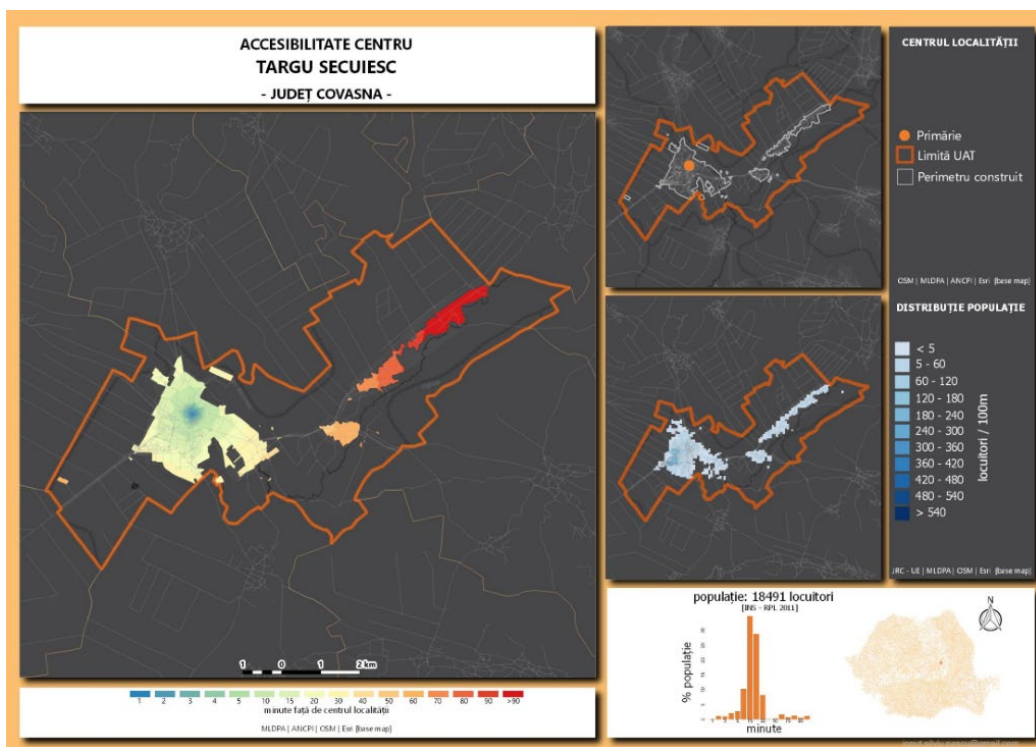 ACCESIBILITATE CENTRU
TARGU SECUIESC
- JUDEȚ COVASNA -
1 0 1 2 km
1 2 3 4 5 10 15 20 30 40 50 60 70 80 90 >90
minute față de centrul localității
MLDPA | ANCPI | OSM | Esri [base map]
CENTRUL LOCALITĂȚII
Primărie
Limită UAT
Perimetru construit
OSM | MLDPA | ANCPI | Esri [base map]
DISTRIBUȚIE POPULAȚIE
< 5
5 - 60
60 - 120
120 - 180
180 - 240
240 - 300
300 - 360
360 - 420
420 - 480
480 - 540
> 540
locuitori / 100m
JRC - UE | MLDPA | OSM | Esri [base map]
populație: 18491 locuitori
[INS - RPL 2011]
% populație
minute
N